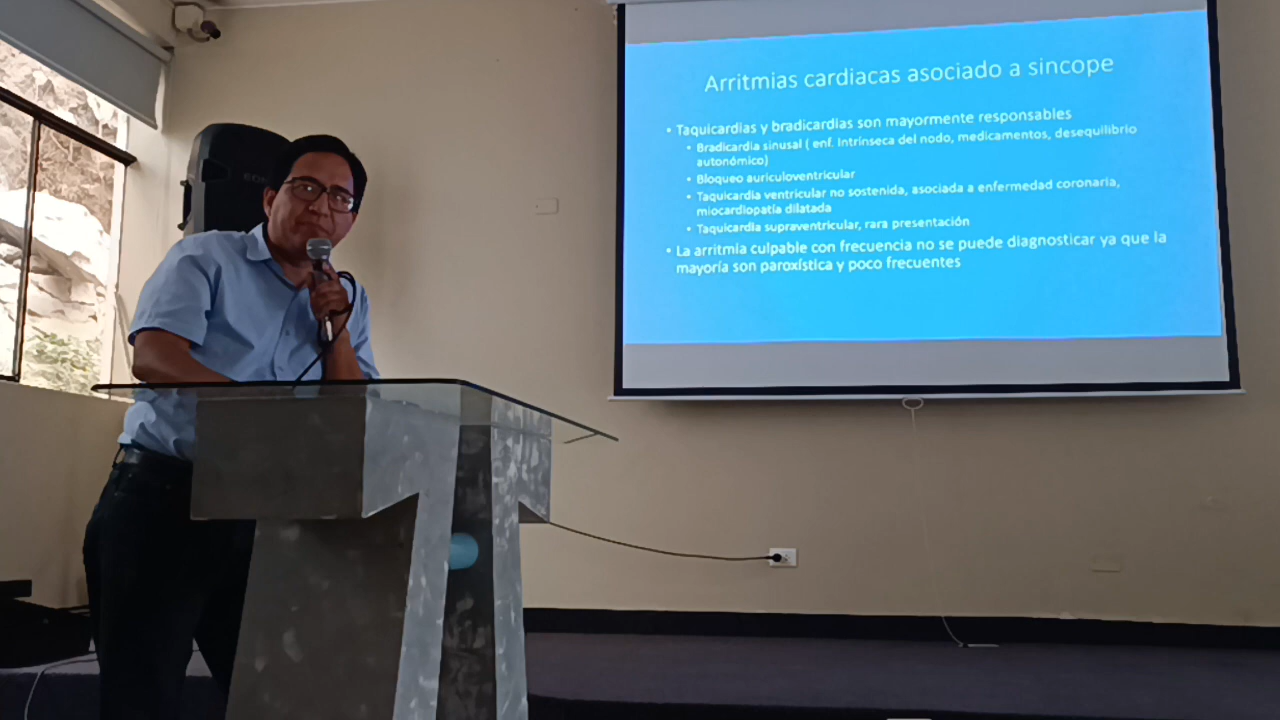 Arritmias cardiacas asociado a sincope
• Taquicardias y bradicardias son mayormente responsables
• Bradicardia sinusal ( enf. Intrínseca del nodo, medicamentos, desequilibrio
autonómico)
• Bloqueo auriculoventricular
• Taquicardia ventricular no sostenida, asociada a enfermedad coronaria,
miocardiopatía dilatada
• Taquicardia supraventricular, rara presentación
• La arritmia culpable con frecuencia no se puede diagnosticar ya que la
mayoría son paroxística y poco frecuentes